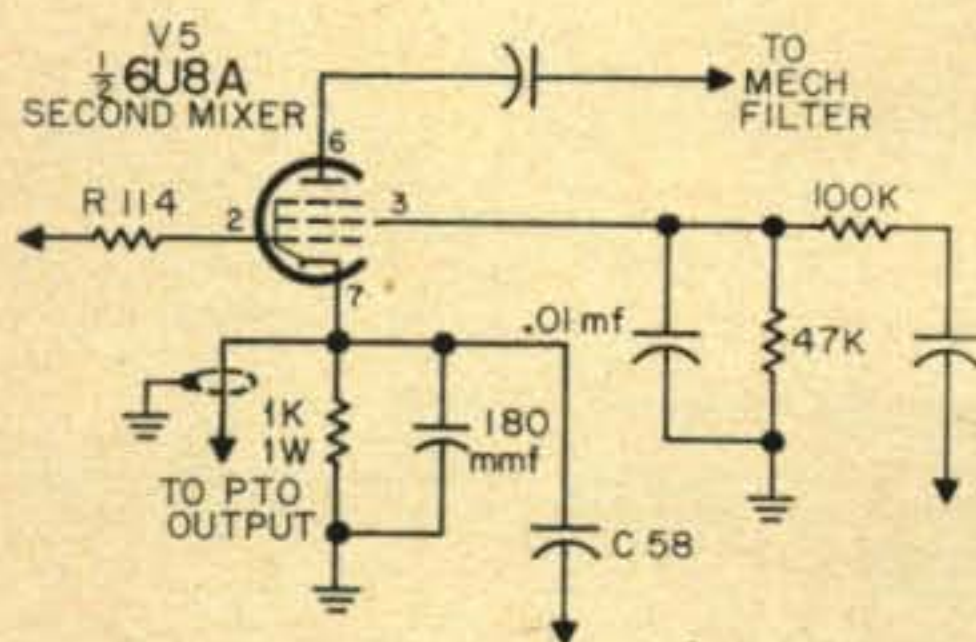 V5
½ 6U8A
SECOND MIXER
TO
MECH
FILTER
6
R 114
2
3
100K
7
.01 mf
47K
1K
1W
180
mmf
TO PTO
OUTPUT
C 58